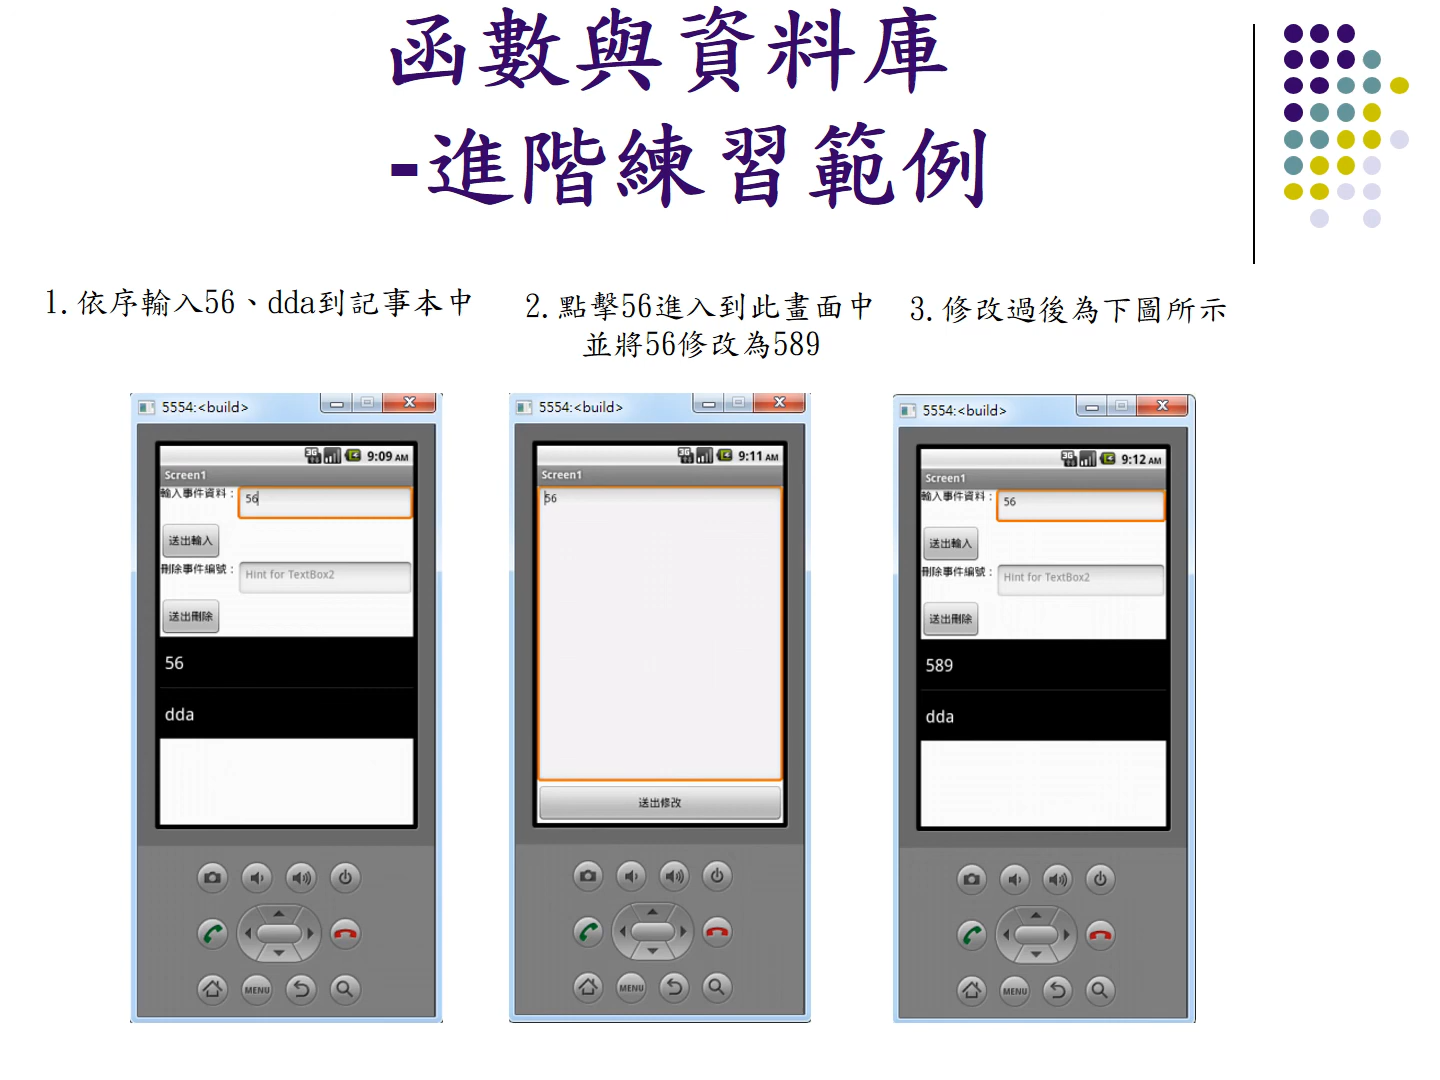 函數與資料庫
-進階練習範例
1.依序輸入56、dda到記事本中
2.點擊56進入到此畫面中
並將56修改為589
3.修改過後為下圖所示
5554:<build>
3G
9:09 AM
Screen1
輸入事件資料：
56
送出輸入
刪除事件編號：
Hint for TextBox2
送出刪除
56
dda
MENU
5554:<build>
3G
9:11 AM
Screen1
56
送出修改
MENU
5554:<build>
3G
9:12 AM
Screen1
輸入事件資料：
56
送出輸入
刪除事件編號：
Hint for TextBox2
送出刪除
589
dda
MENU